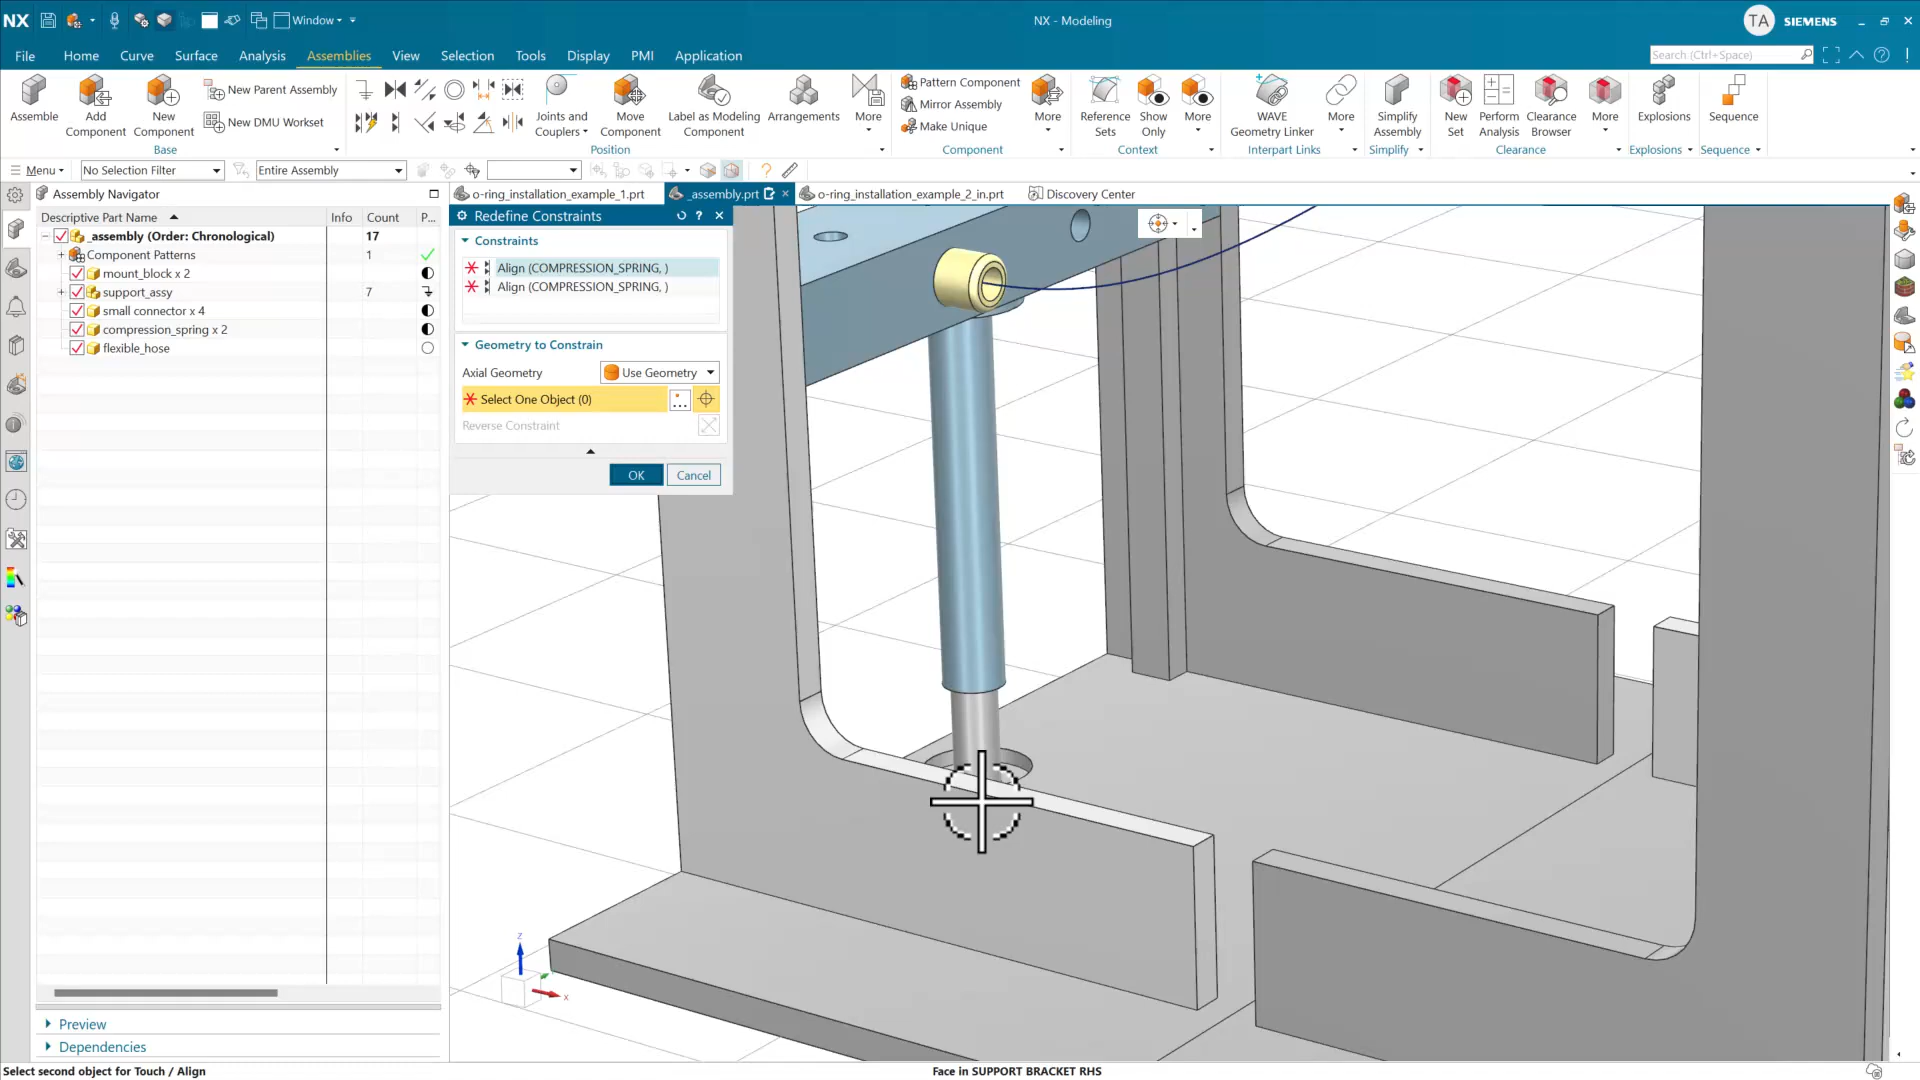 NX
Window
NX - Modeling
TA
SIEMENS
File
Home
Curve
Surface
Analysis
Assemblies
View
Selection
Tools
Display
PMI
Application
Search (Ctrl+Space)
Assemble
Add Component
New Component
New Parent Assembly
New DMU Workset
Base
Joints and Couplers
Move Component
Label as Modeling Component
Arrangements
More
Position
Pattern Component
Mirror Assembly
Make Unique
More
Component
Reference Sets
Show Only
More
Context
WAVE Geometry Linker
More
Interpart Links
Simplify Assembly
Simplify
New Set
Perform Analysis
Clearance Browser
More
Clearance
Explosions
Explosions
Sequence
Sequence
Menu
No Selection Filter
Entire Assembly
Assembly Navigator
o-ring_installation_example_1.prt
_assembly.prt
o-ring_installation_example_2_in.prt
Discovery Center
Descriptive Part Name
Info
Count
P...
_assembly (Order: Chronological)
17
Component Patterns
1
mount_block x 2
support_assy
7
small connector x 4
compression_spring x 2
flexible_hose
Redefine Constraints
Constraints
Align (COMPRESSION_SPRING, )
Align (COMPRESSION_SPRING, )
Geometry to Constrain
Axial Geometry
Use Geometry
Select One Object (0)
Reverse Constraint
OK
Cancel
Z
X
Preview
Dependencies
Select second object for Touch / Align
Face in SUPPORT BRACKET RHS